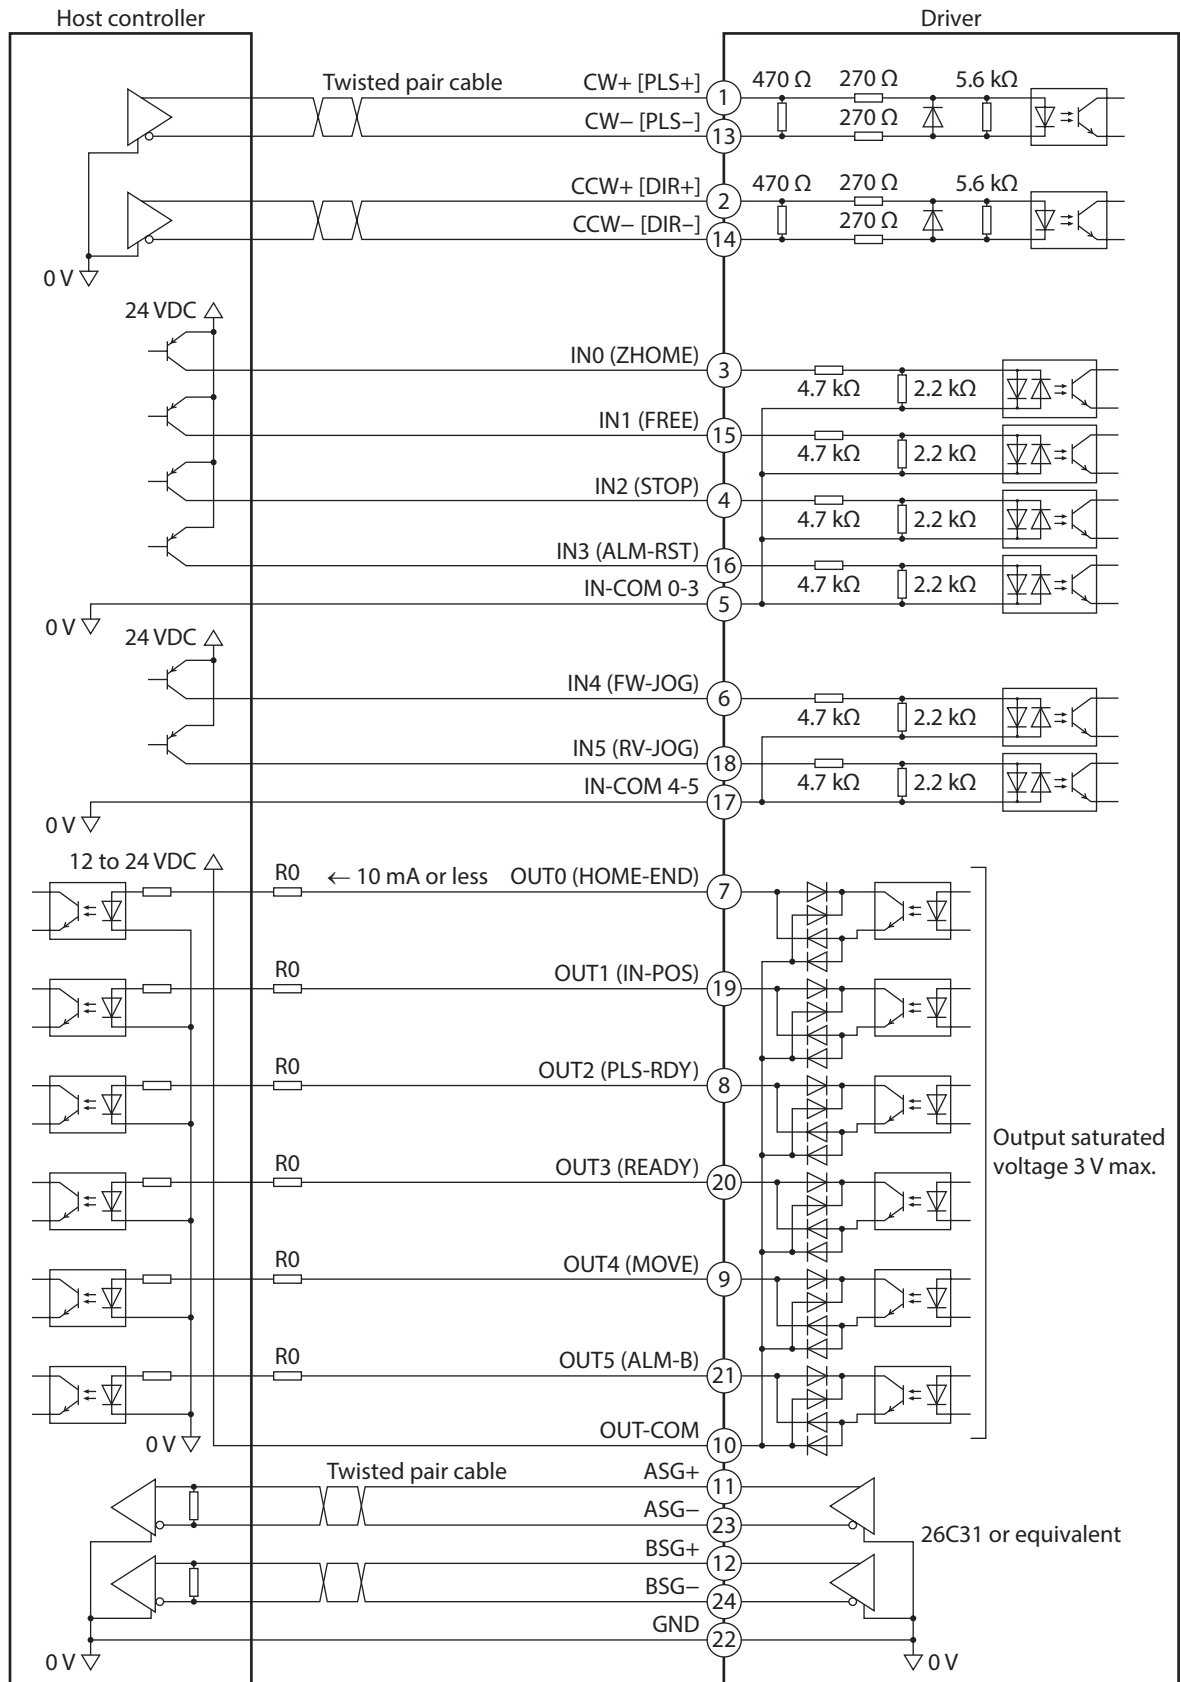 Host controller
Driver
Twisted pair cable
CW+ [PLS+]
1
470 Ω
270 Ω
5.6 kΩ
CW− [PLS−]
13
270 Ω
CCW+ [DIR+]
2
470 Ω
270 Ω
5.6 kΩ
CCW− [DIR−]
14
270 Ω
0 V
24 VDC
IN0 (ZHOME)
3
4.7 kΩ
2.2 kΩ
IN1 (FREE)
15
4.7 kΩ
2.2 kΩ
IN2 (STOP)
4
4.7 kΩ
2.2 kΩ
IN3 (ALM-RST)
16
4.7 kΩ
2.2 kΩ
IN-COM 0-3
5
0 V
24 VDC
IN4 (FW-JOG)
6
4.7 kΩ
2.2 kΩ
IN5 (RV-JOG)
18
4.7 kΩ
2.2 kΩ
IN-COM 4-5
17
0 V
12 to 24 VDC
R0
← 10 mA or less
OUT0 (HOME-END)
7
R0
OUT1 (IN-POS)
19
R0
OUT2 (PLS-RDY)
8
Output saturated
voltage 3 V max.
R0
OUT3 (READY)
20
R0
OUT4 (MOVE)
9
R0
OUT5 (ALM-B)
21
OUT-COM
10
0 V
Twisted pair cable
ASG+
11
ASG−
23
26C31 or equivalent
BSG+
12
BSG−
24
GND
22
0 V
0 V